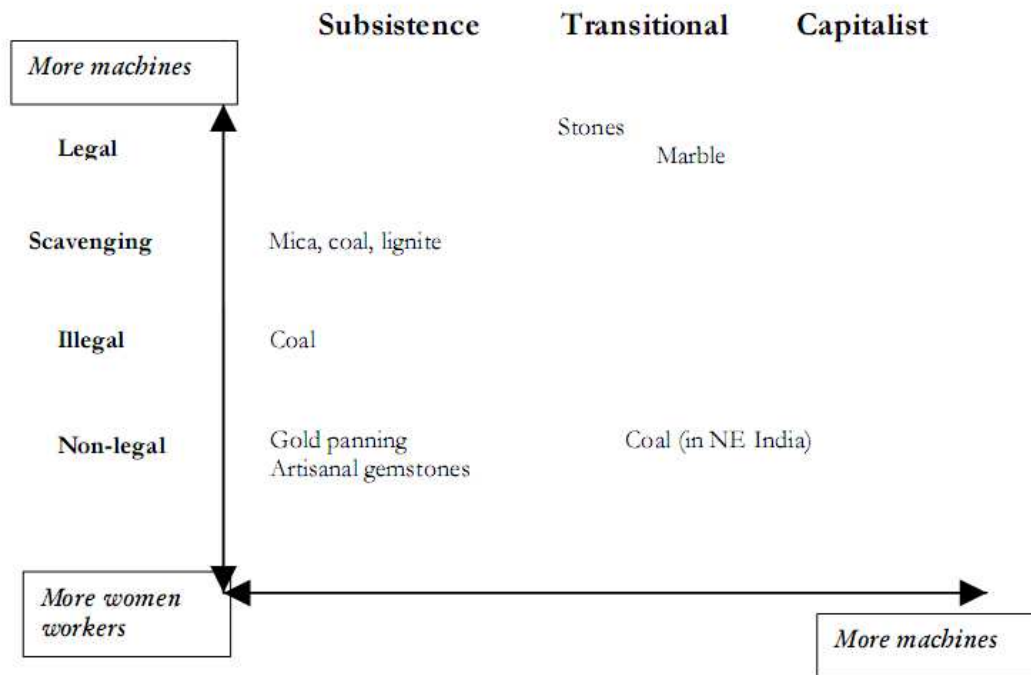 Subsistence Transitional Capitalist
More machines
Stones
Legal
Marble
Scavenging Mica, coal, lignite
Illegal Coal
Non-legal Gold panning Coal (in NE India)
Artisanal gemstones
More women
workers
More machines